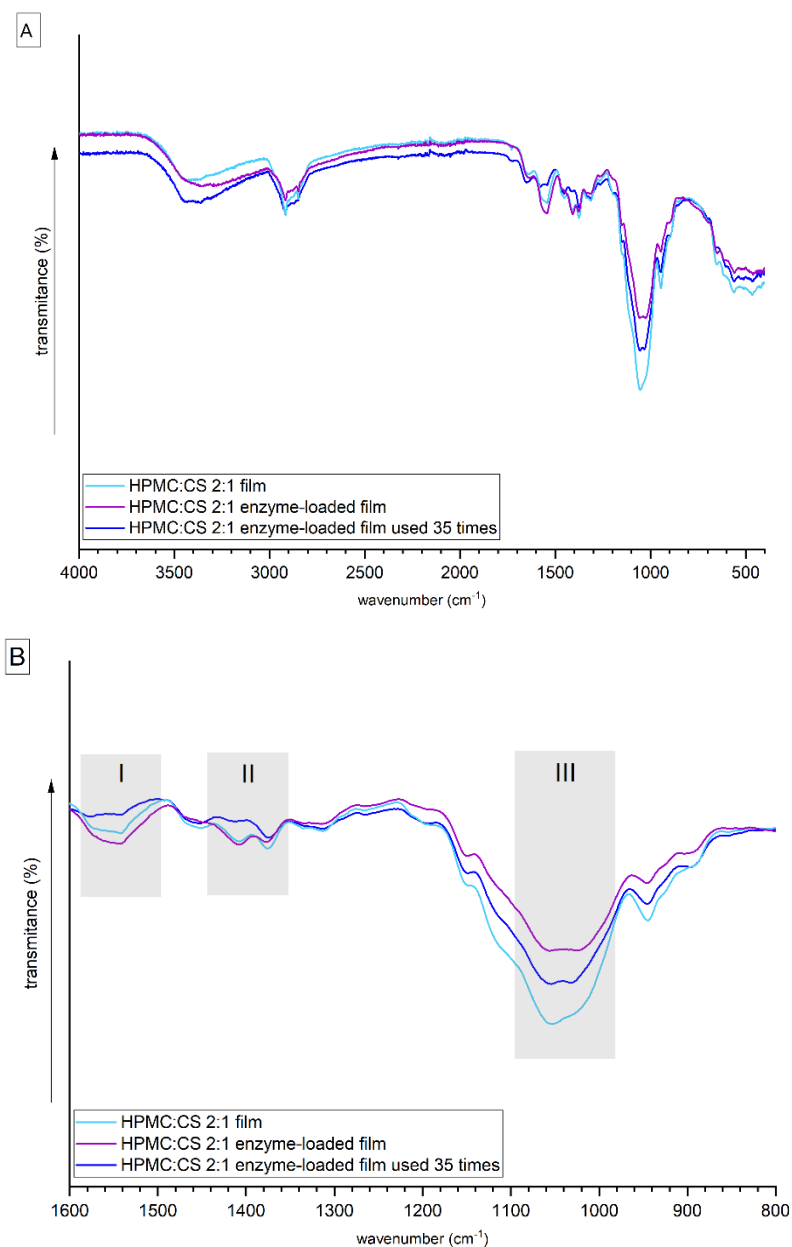 A
transmitance (%)
HPMC:CS 2:1 film
HPMC:CS 2:1 enzyme-loaded film
HPMC:CS 2:1 enzyme-loaded film used 35 times
4000 3500 3000 2500 2000 1500 1000 500
wavenumber (cm⁻¹)
B
I II III
transmitance (%)
HPMC:CS 2:1 film
HPMC:CS 2:1 enzyme-loaded film
HPMC:CS 2:1 enzyme-loaded film used 35 times
1600 1500 1400 1300 1200 1100 1000 900 800
wavenumber (cm⁻¹)